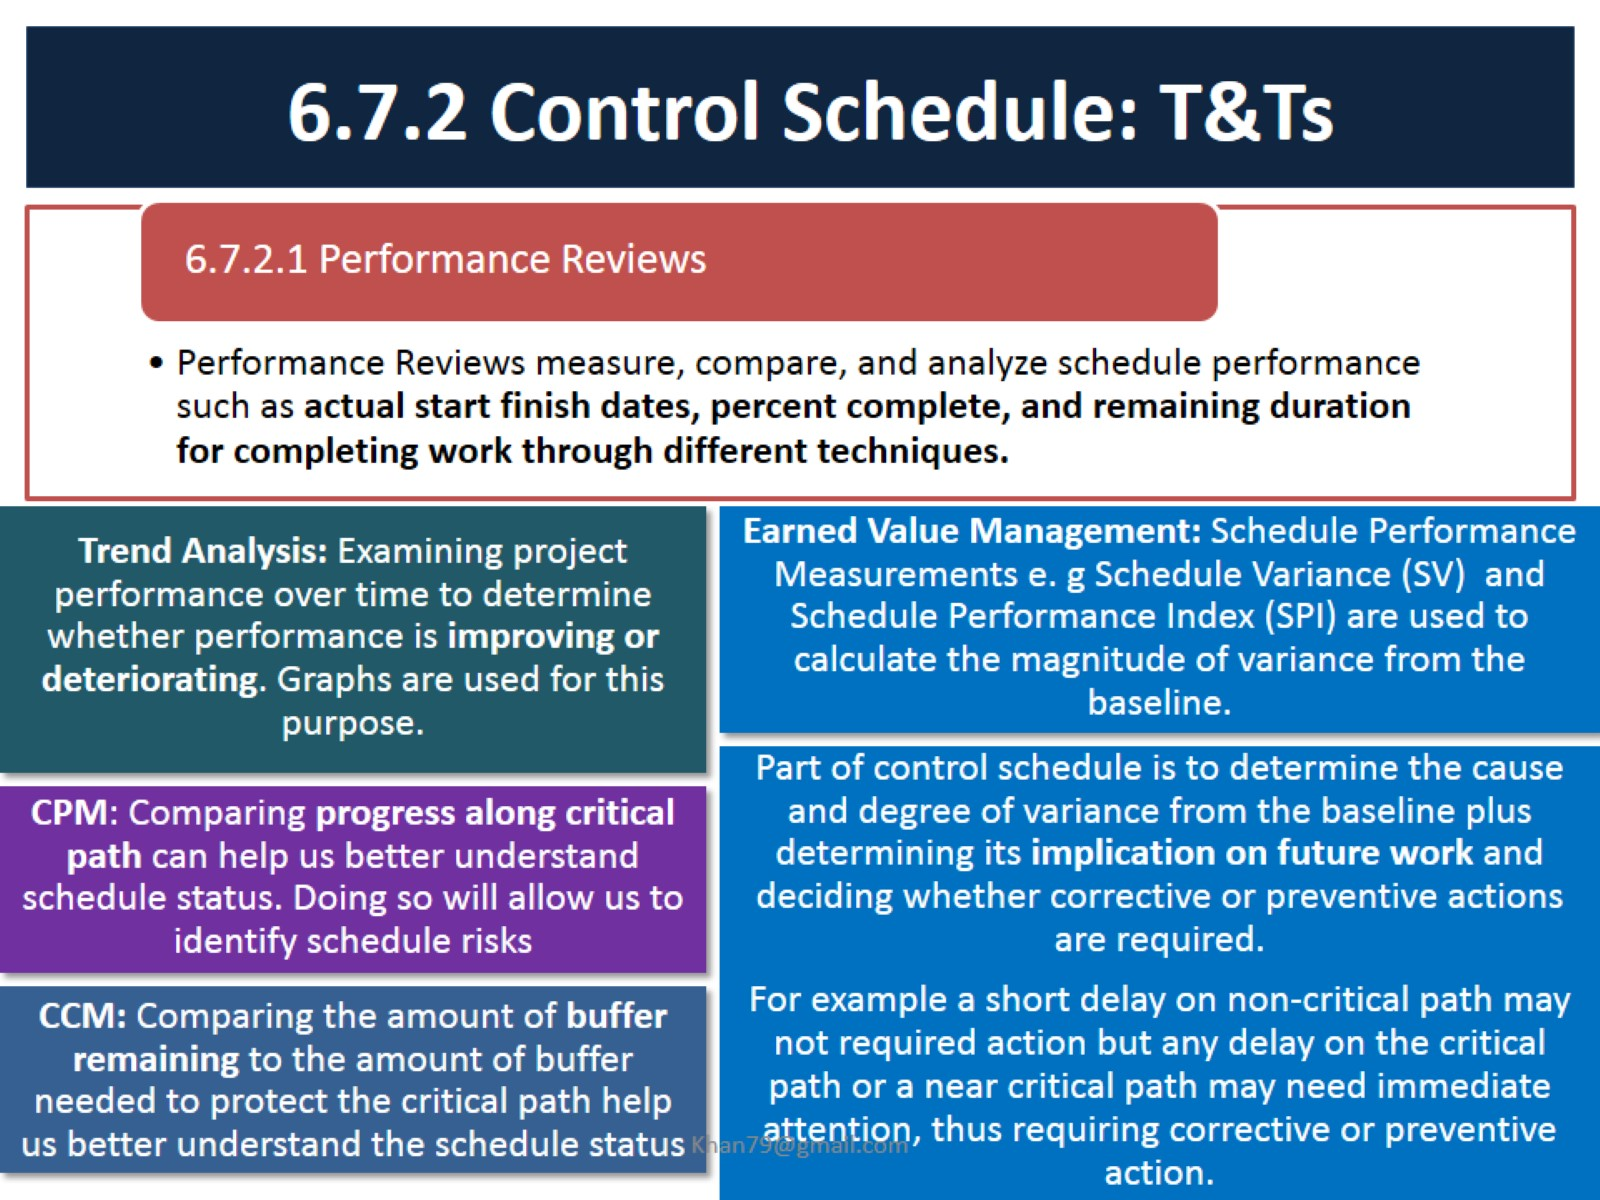 6.7.2 Control Schedule: T&Ts
6.7.2.1 Performance Reviews
• Performance Reviews measure, compare, and analyze schedule performance
such as actual start finish dates, percent complete, and remaining duration
for completing work through different techniques.
Trend Analysis: Examining project
performance over time to determine
whether performance is improving or
deteriorating. Graphs are used for this
purpose.
CPM: Comparing progress along critical
path can help us better understand
schedule status. Doing so will allow us to
identify schedule risks
CCM: Comparing the amount of buffer
remaining to the amount of buffer
needed to protect the critical path help
us better understand the schedule status
Earned Value Management: Schedule Performance
Measurements e. g Schedule Variance (SV) and
Schedule Performance Index (SPI) are used to
calculate the magnitude of variance from the
baseline.
Part of control schedule is to determine the cause
and degree of variance from the baseline plus
determining its implication on future work and
deciding whether corrective or preventive actions
are required.
For example a short delay on non-critical path may
not required action but any delay on the critical
path or a near critical path may need immediate
attention, thus requiring corrective or preventive
action.
Khan79@gmail.com